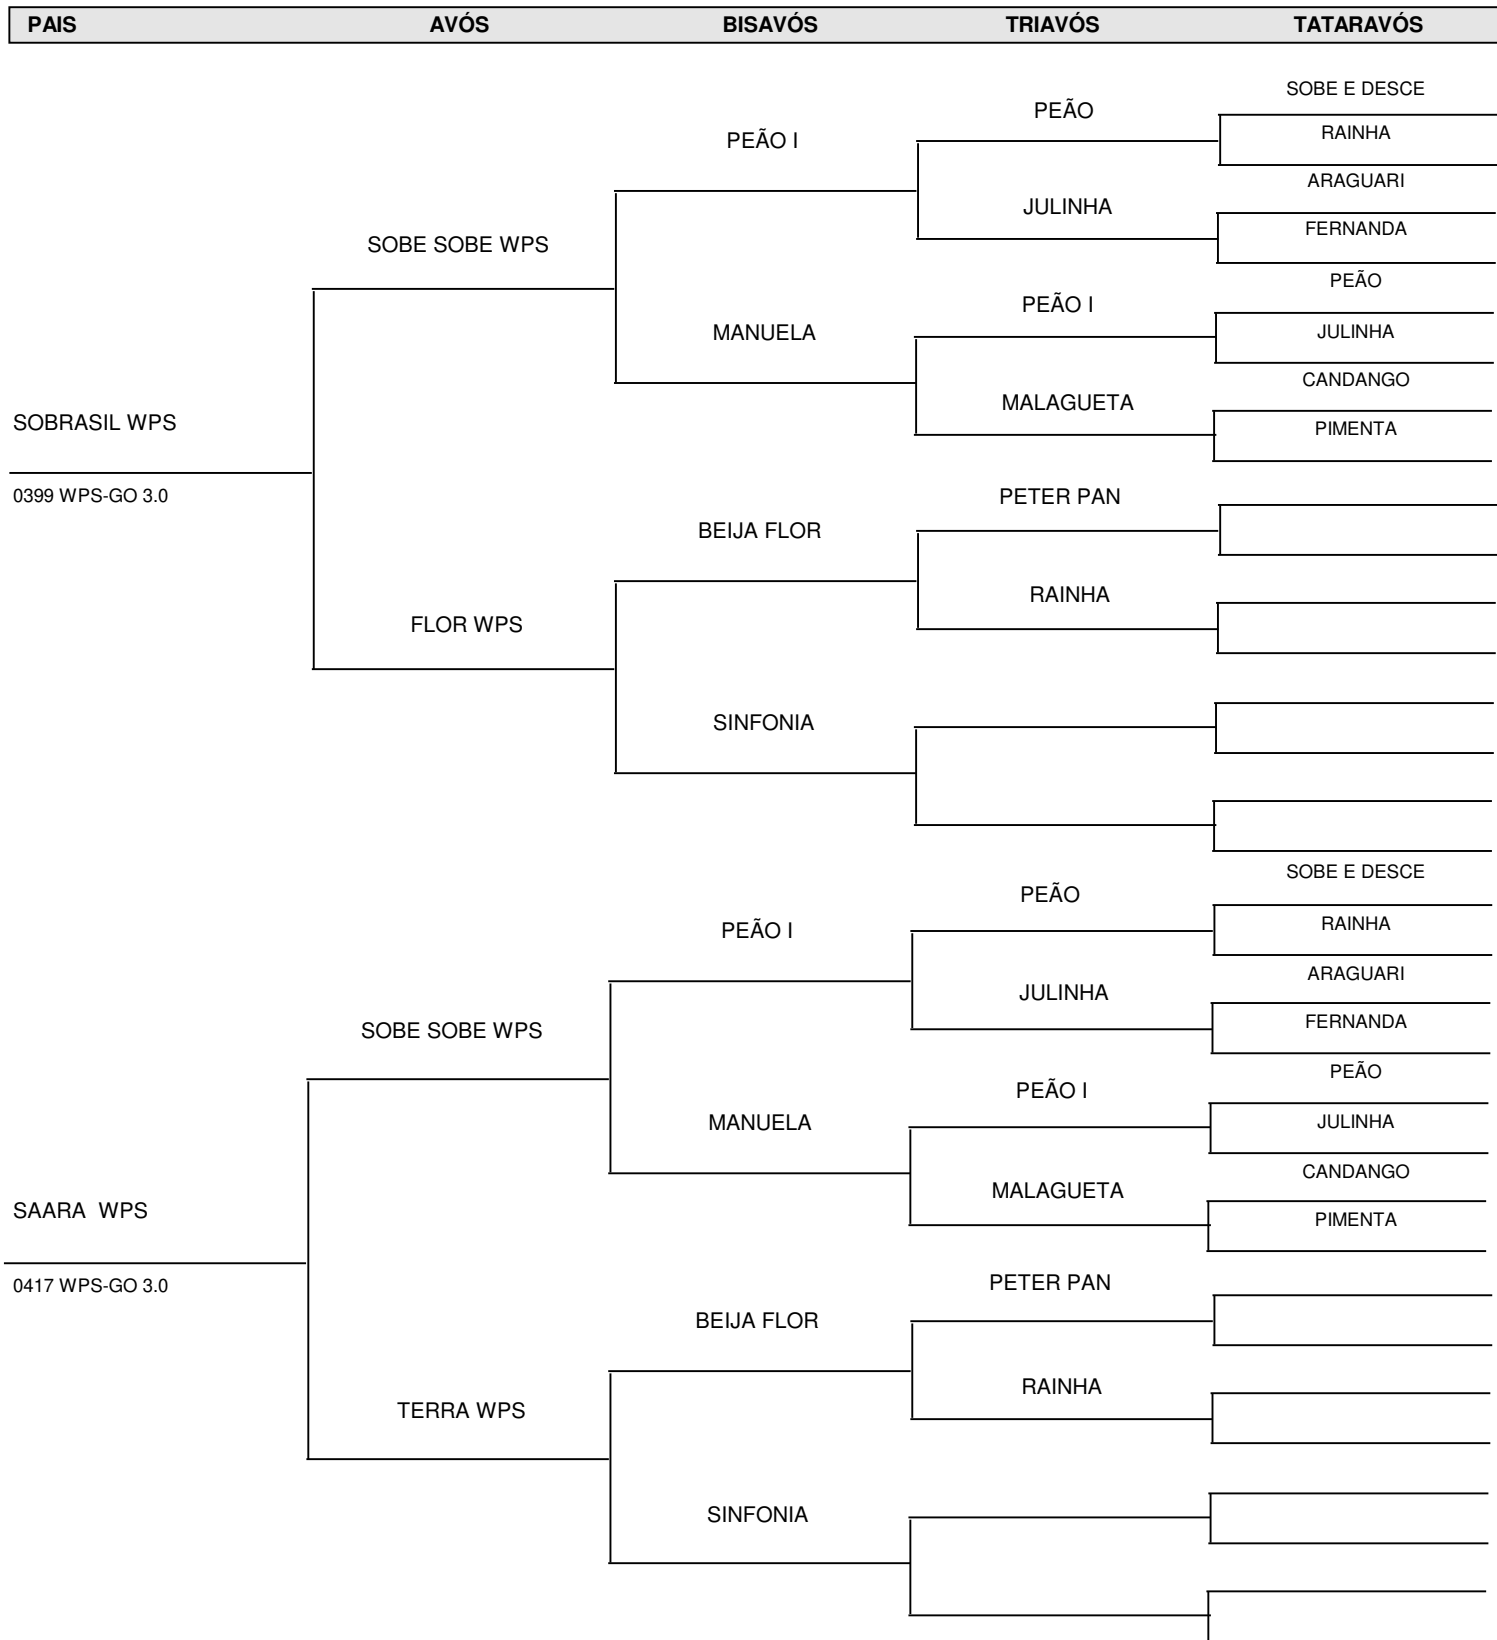 PAIS AVÓS BISAVÓS TRIAVÓS TATARAVÓS
SOBE E DESCE
PEÃO
RAINHA
PEÃO I
ARAGUARI
JULINHA
FERNANDA
SOBE SOBE WPS
PEÃO
PEÃO I
MANUELA
JULINHA
CANDANGO
MALAGUETA
SOBRASIL WPS
PIMENTA
0399 WPS-GO 3.0
PETER PAN
BEIJA FLOR
RAINHA
FLOR WPS
SINFONIA
SOBE E DESCE
PEÃO
RAINHA
PEÃO I
ARAGUARI
JULINHA
FERNANDA
SOBE SOBE WPS
PEÃO
PEÃO I
MANUELA
JULINHA
CANDANGO
MALAGUETA
SAARA WPS
PIMENTA
0417 WPS-GO 3.0
PETER PAN
BEIJA FLOR
RAINHA
TERRA WPS
SINFONIA